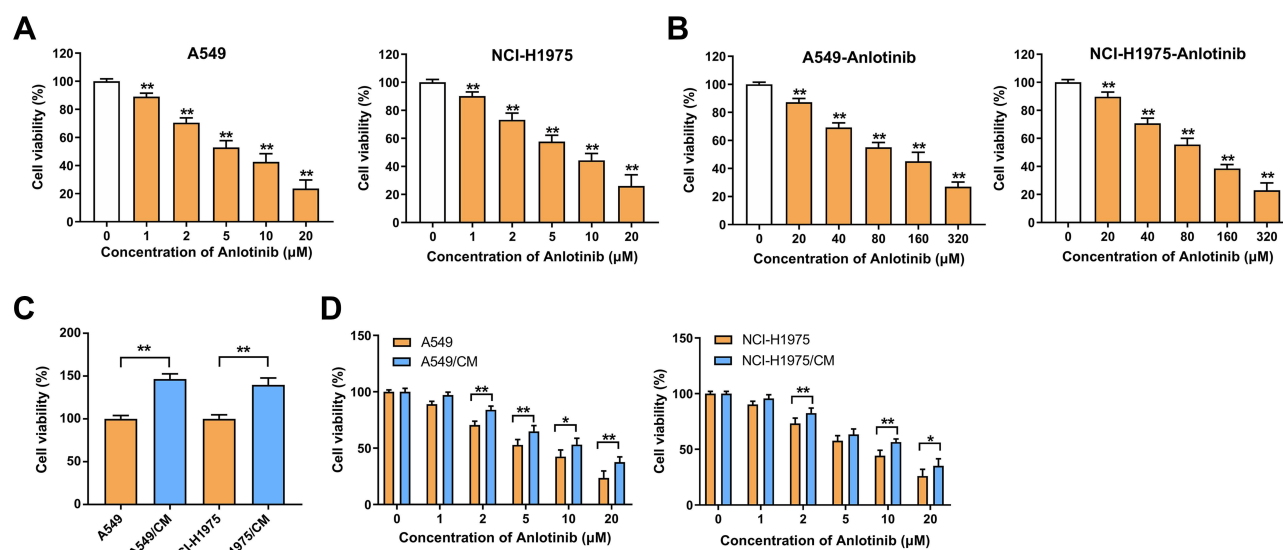 A
A549
Cell viability (%)
120
100
80
60
40
20
0
**
**
**
**
**
0 1 2 5 10 20
Concentration of Anlotinib (μM)
NCI-H1975
Cell viability (%)
120
100
80
60
40
20
0
**
**
**
**
**
0 1 2 5 10 20
Concentration of Anlotinib (μM)
B
A549-Anlotinib
Cell viability (%)
120
100
80
60
40
20
0
**
**
**
**
**
0 20 40 80 160 320
Concentration of Anlotinib (μM)
NCI-H1975-Anlotinib
Cell viability (%)
120
100
80
60
40
20
0
**
**
**
**
**
0 20 40 80 160 320
Concentration of Anlotinib (μM)
C
Cell viability (%)
200
150
100
50
0
** **
A549
A549/CM
CI-H1975
1975/CM
D
A549
A549/CM
Cell viability (%)
150
100
50
0
**
**
*
**
0 1 2 5 10 20
Concentration of Anlotinib (μM)
NCI-H1975
NCI-H1975/CM
Cell viability (%)
150
100
50
0
**
**
*
0 1 2 5 10 20
Concentration of Anlotinib (μM)